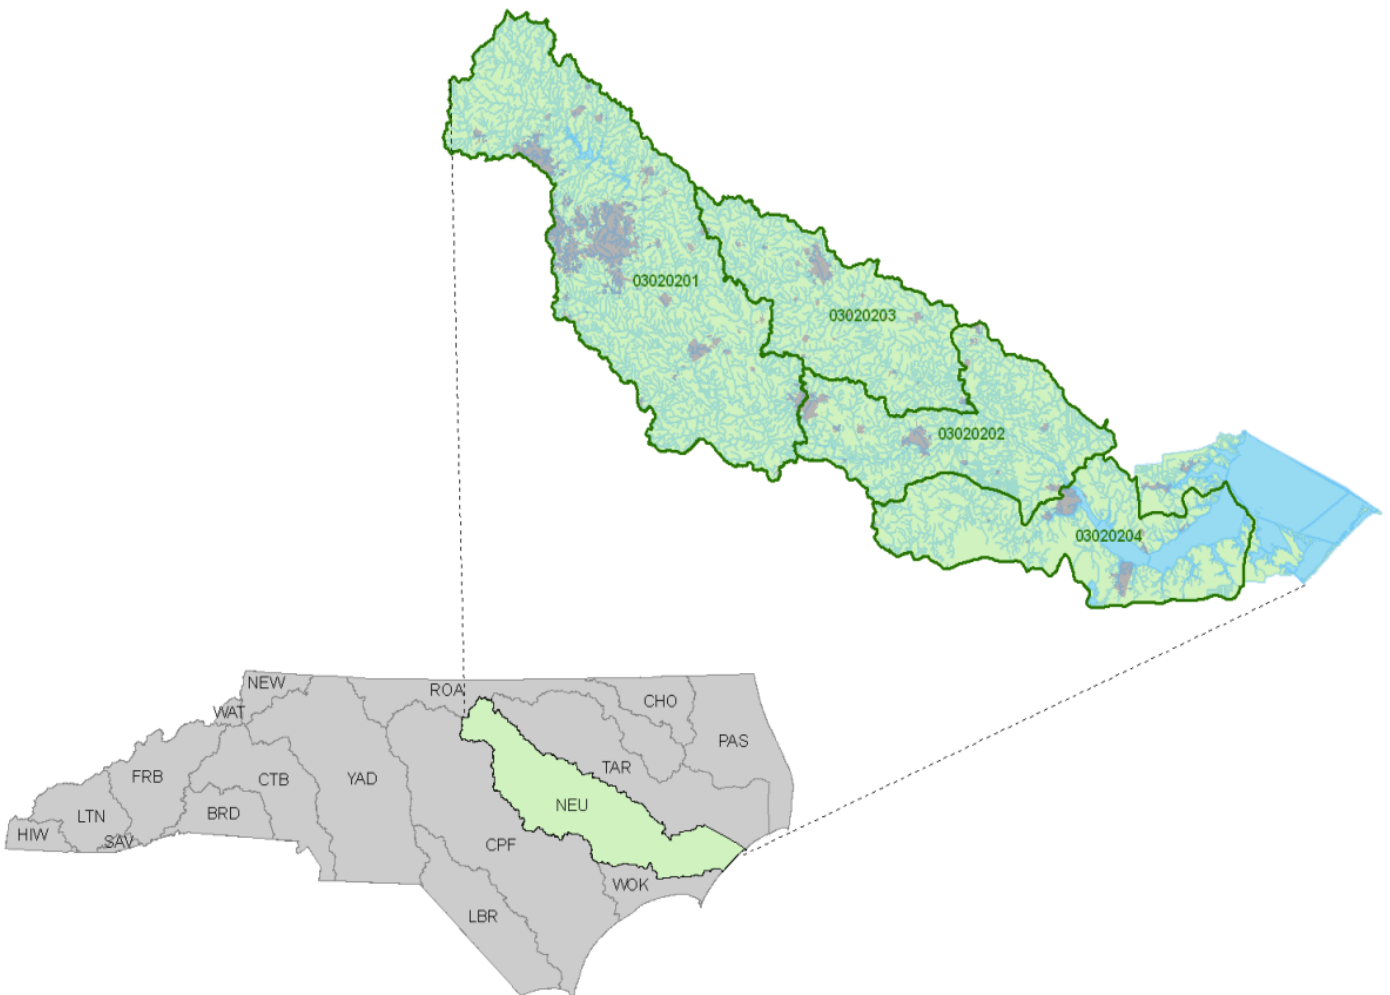 03020201
03020203
03020202
03020204
NEW
ROA
CHO
WAT
PAS
FRB
CTB
YAD
TAR
NEU
LTN
BRD
HIW
SAV
CPF
WOK
LBR